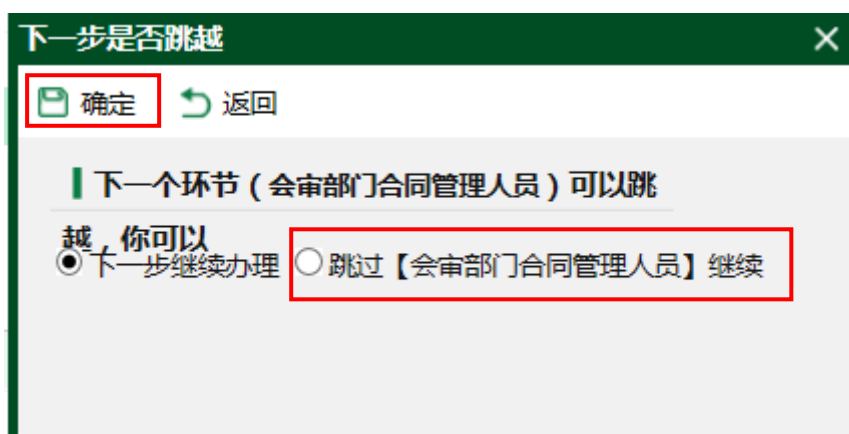 下一步是否跳越
确定 返回
下一个环节（会审部门合同管理人员）可以跳
越，你可以
下一步继续办理 跳过【会审部门合同管理人员】继续